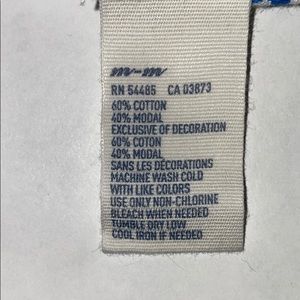 m-m
RN 54485 CA 03873
60% COTTON
40% MODAL
EXCLUSIVE OF DECORATION
60% COTON
40% MODAL
SANS LES DÉCORATIONS
MACHINE WASH COLD
WITH LIKE COLORS
USE ONLY NON-CHLORINE
BLEACH WHEN NEEDED
TUMBLE DRY LOW
COOL IRON IF NEEDED